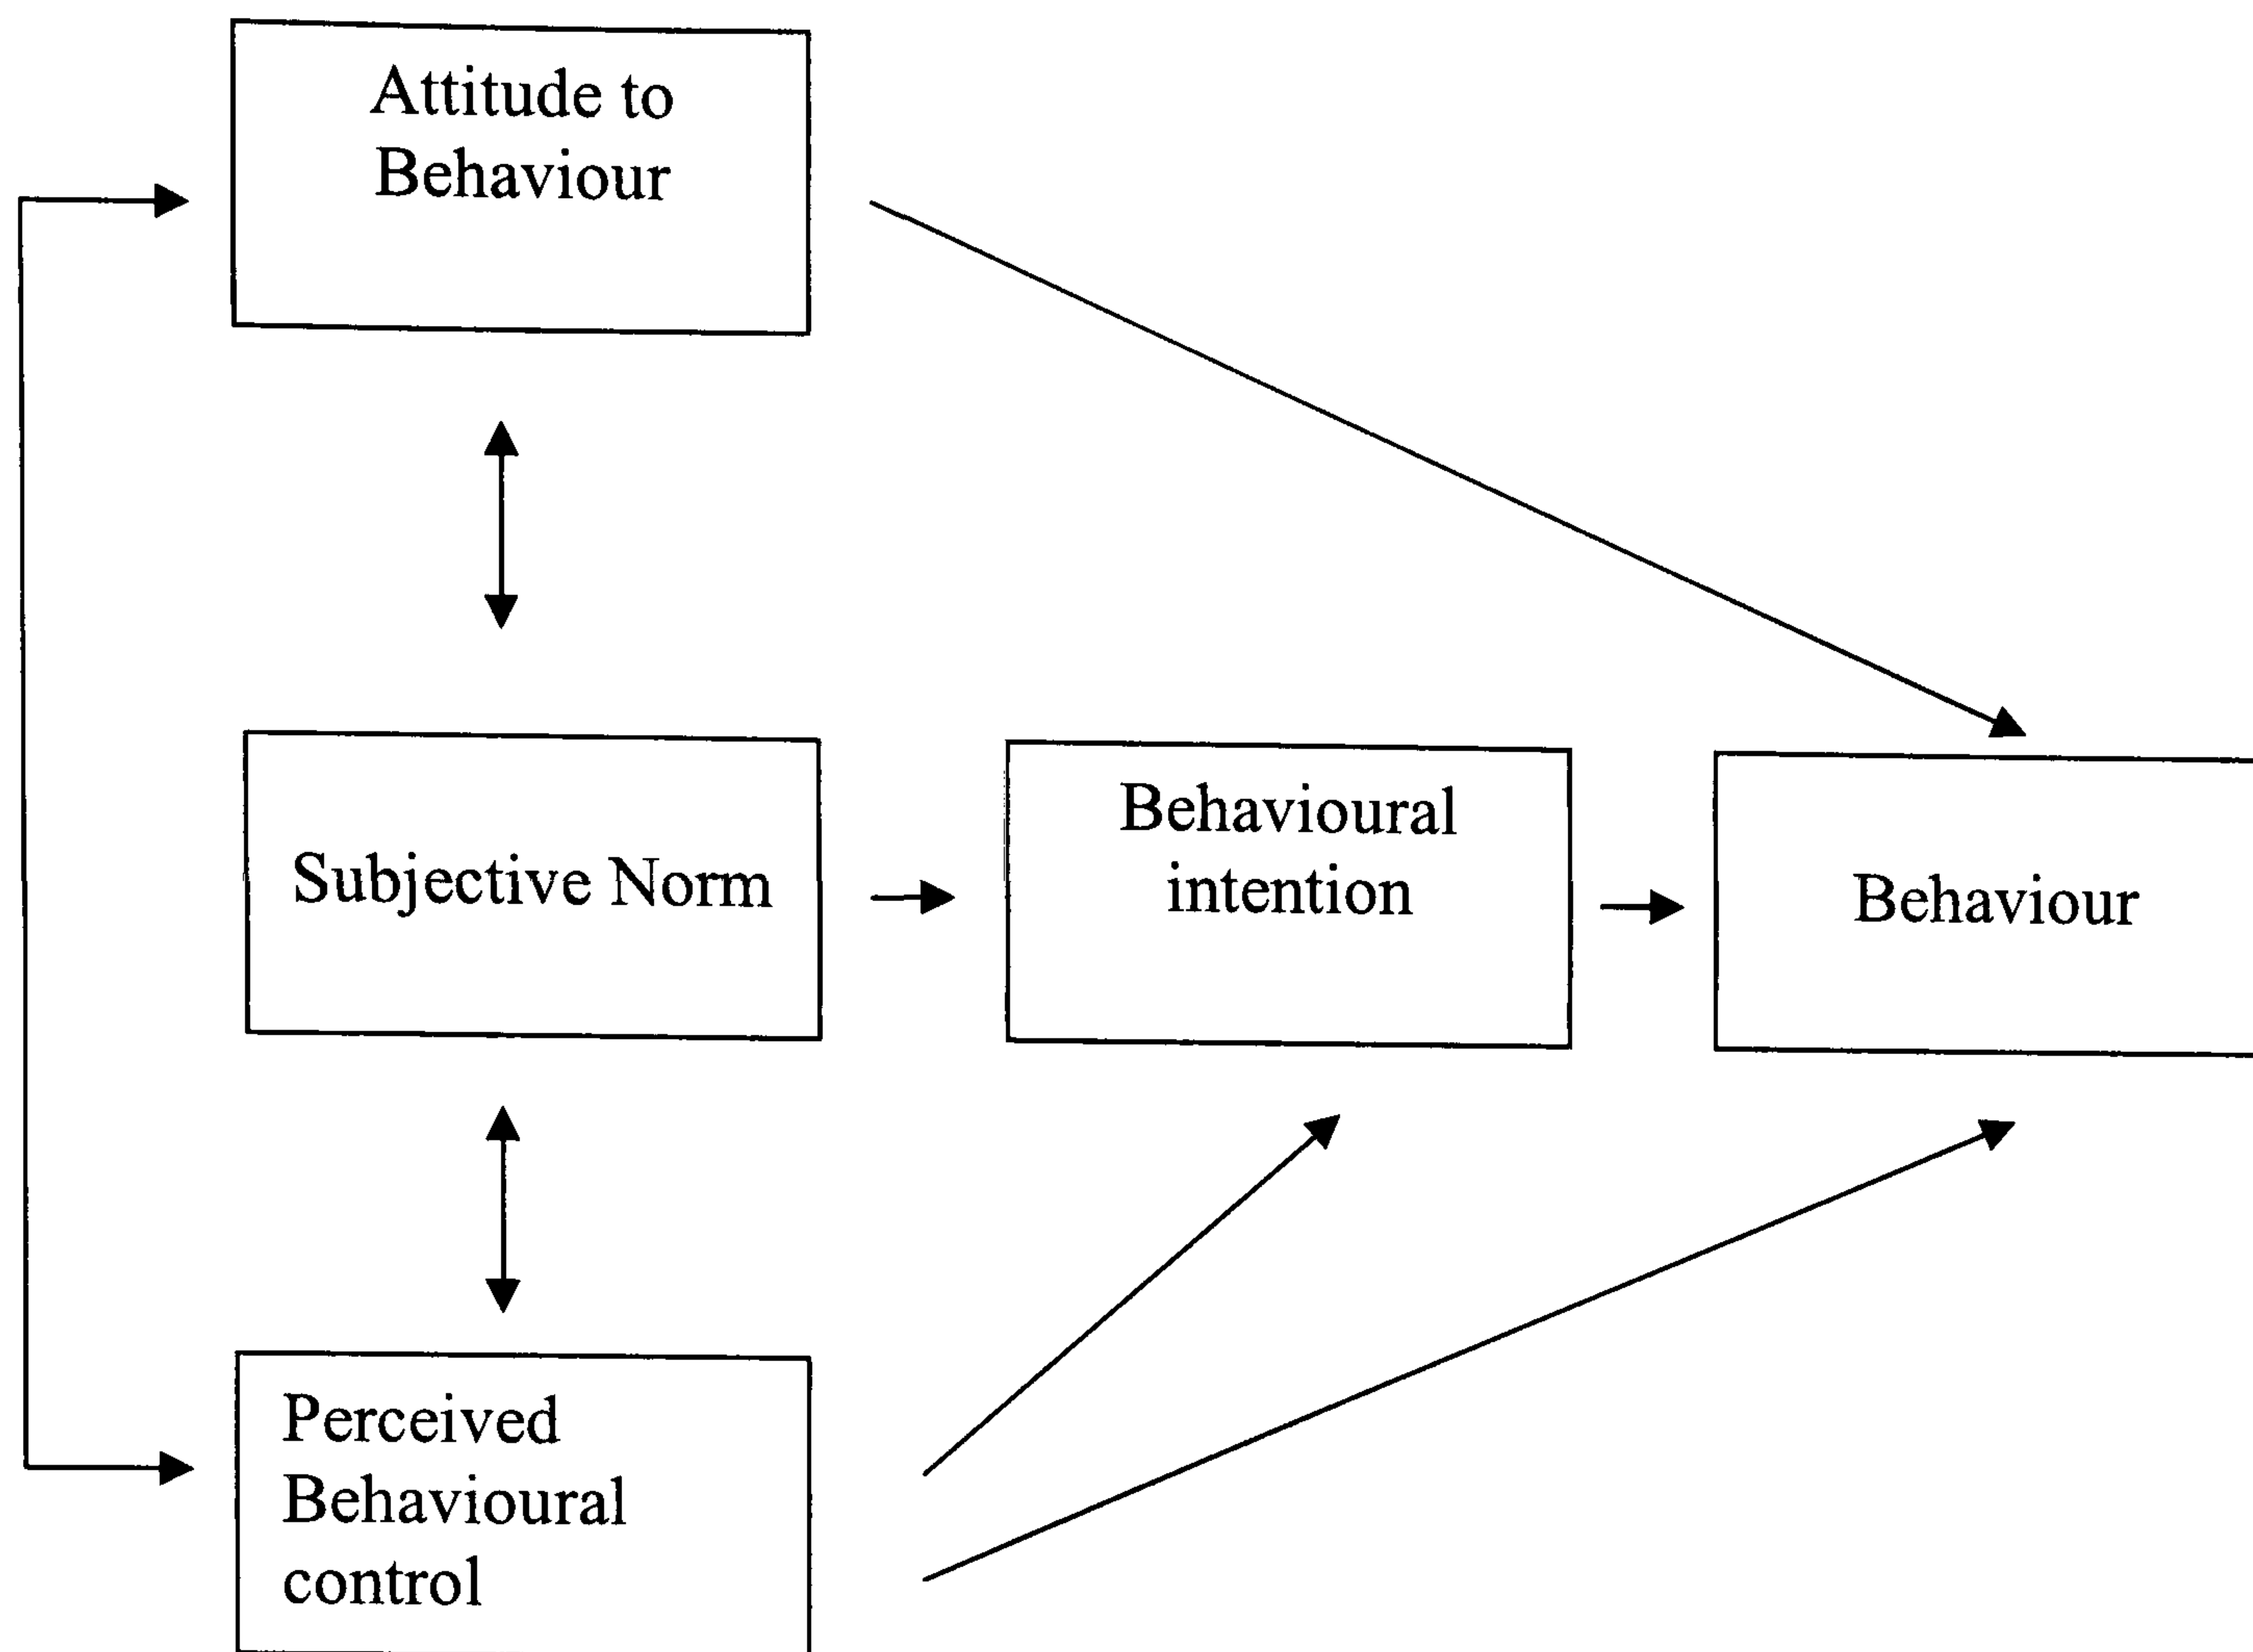 Attitude to
Behaviour
Subjective Norm
Behavioural
intention
Behaviour
Perceived
Behavioural
control